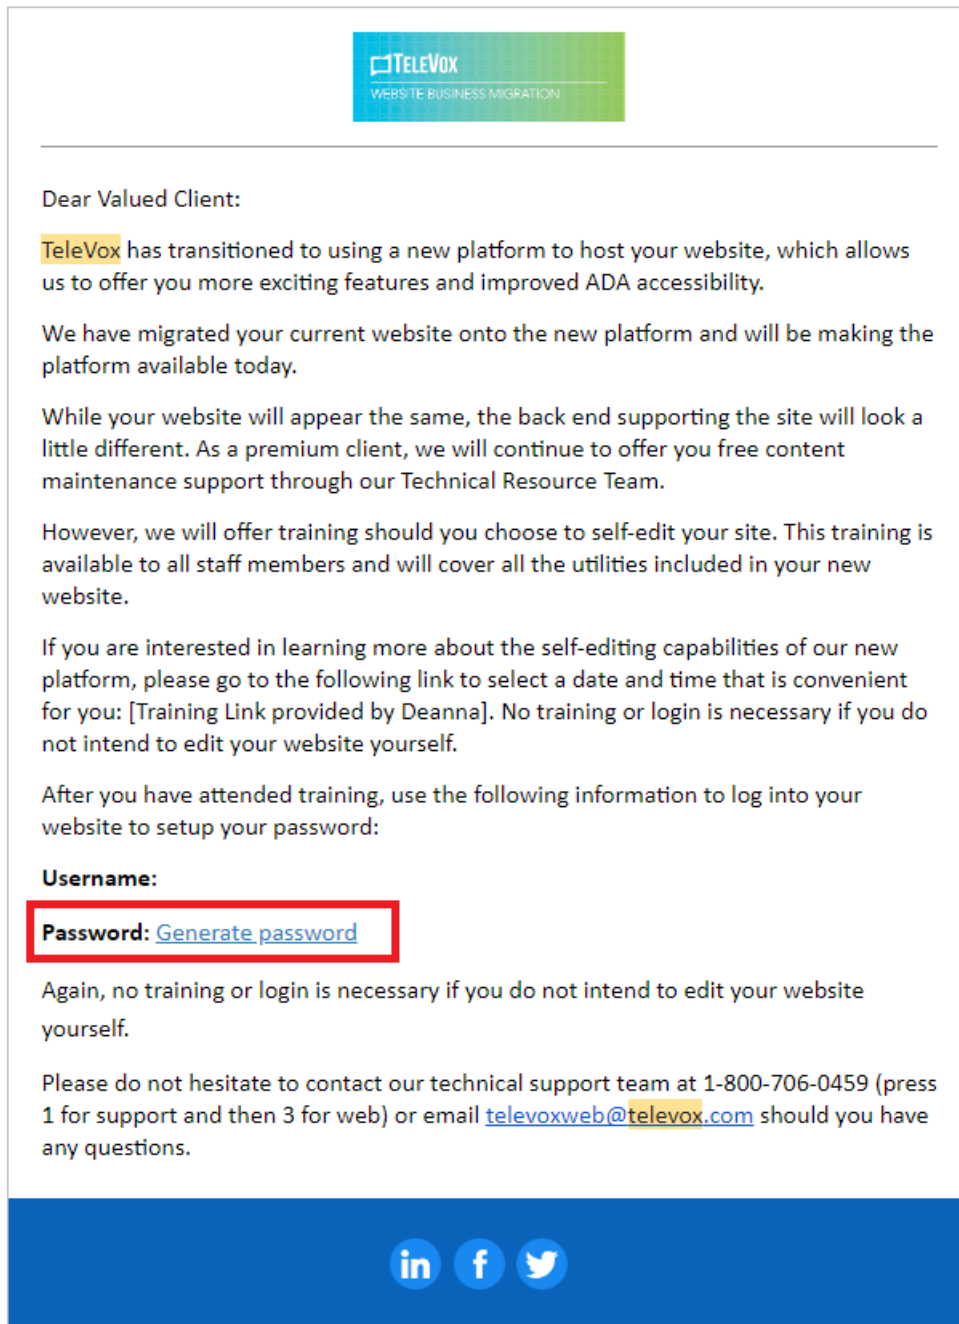 TELEVOX
WEBSITE BUSINESS MIGRATION
Dear Valued Client:
TeleVox has transitioned to using a new platform to host your website, which allows
us to offer you more exciting features and improved ADA accessibility.
We have migrated your current website onto the new platform and will be making the
platform available today.
While your website will appear the same, the back end supporting the site will look a
little different. As a premium client, we will continue to offer you free content
maintenance support through our Technical Resource Team.
However, we will offer training should you choose to self-edit your site. This training is
available to all staff members and will cover all the utilities included in your new
website.
If you are interested in learning more about the self-editing capabilities of our new
platform, please go to the following link to select a date and time that is convenient
for you: [Training Link provided by Deanna]. No training or login is necessary if you do
not intend to edit your website yourself.
After you have attended training, use the following information to log into your
website to setup your password:
Username:
Password: Generate password
Again, no training or login is necessary if you do not intend to edit your website
yourself.
Please do not hesitate to contact our technical support team at 1-800-706-0459 (press
1 for support and then 3 for web) or email televoxweb@televox.com should you have
any questions.
in f